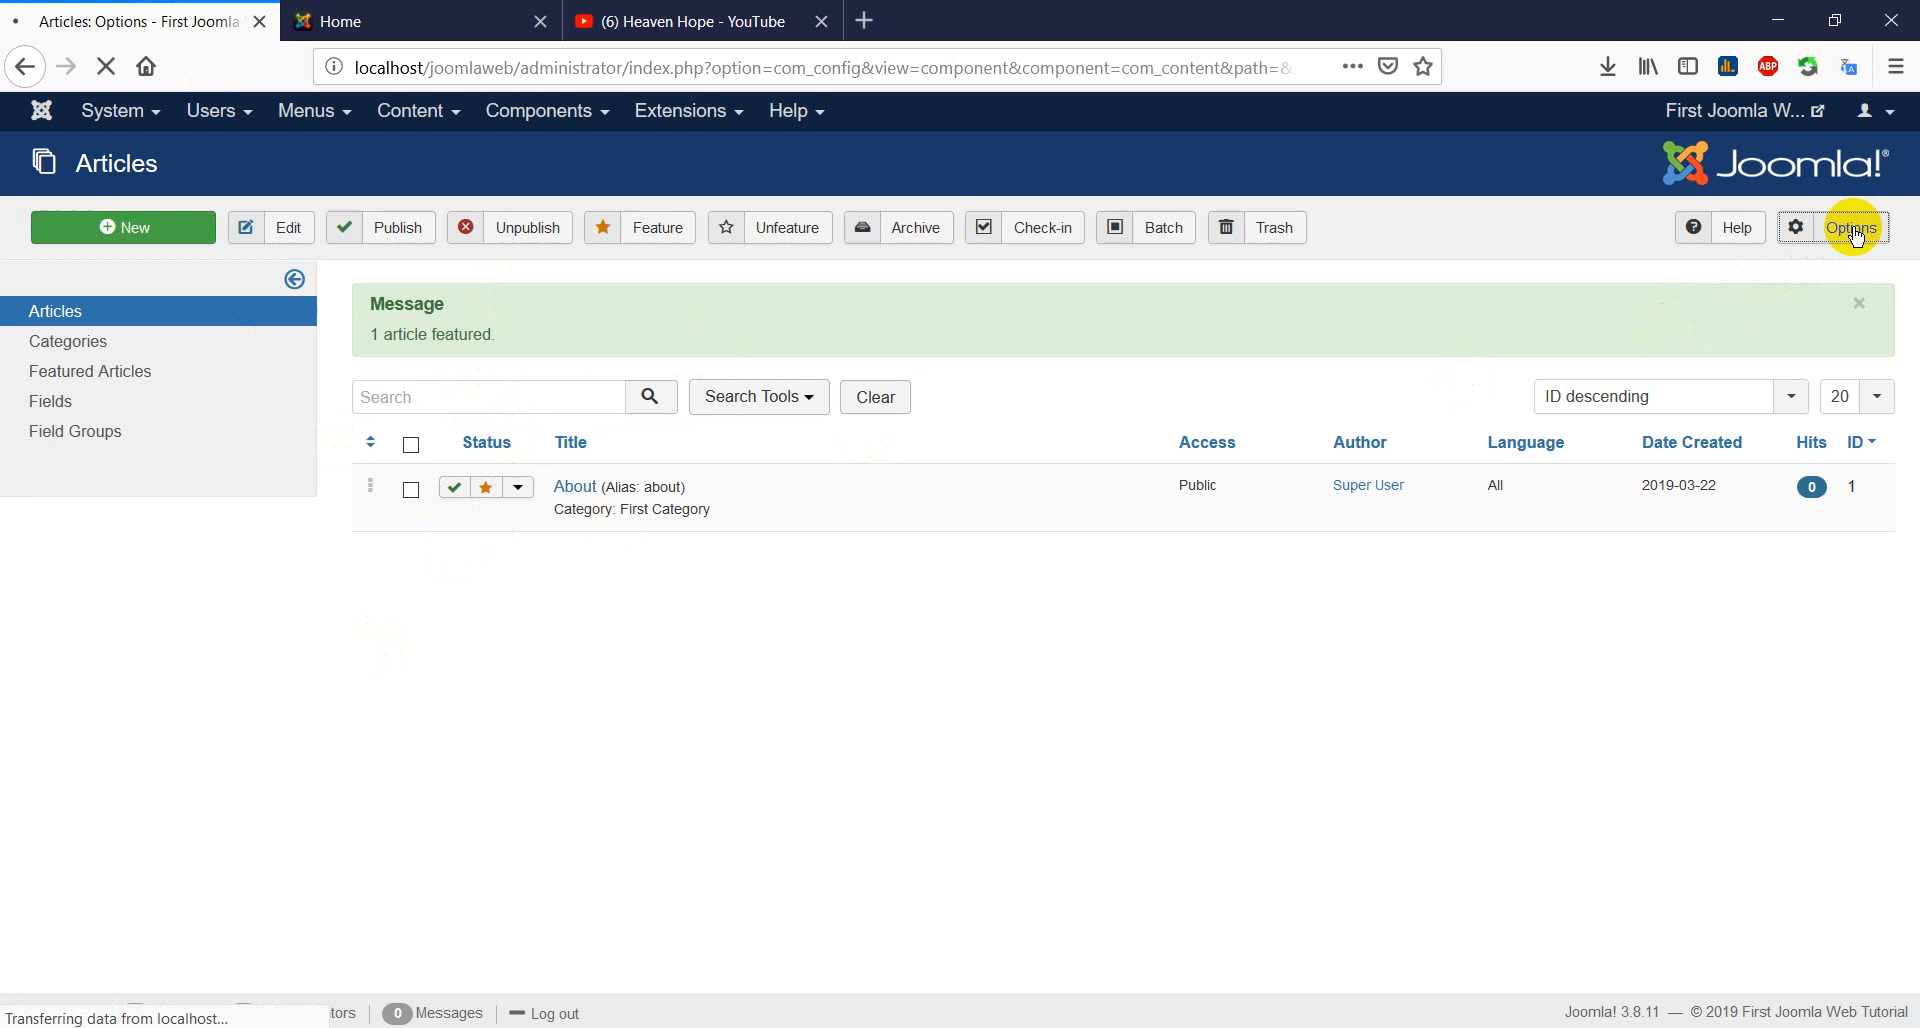 Articles: Options - First Joomla
Home
(6) Heaven Hope - YouTube
localhost/joomlaweb/administrator/index.php?option=com_config&view=component&component=com_content&path=&
ABP
System
Users
Menus
Content
Components
Extensions
Help
First Joomla W...
Articles
Joomla!®
New
Edit
Publish
Unpublish
Feature
Unfeature
Archive
Check-in
Batch
Trash
Help
Options
Articles
Categories
Featured Articles
Fields
Field Groups
Message
1 article featured.
Search
Search Tools
Clear
ID descending
20
Status
Title
Access
Author
Language
Date Created
Hits
ID
About (Alias: about)
Category: First Category
Public
Super User
All
2019-03-22
0
1
Transferring data from localhost...
tors
0 Messages
Log out
Joomla! 3.8.11 — © 2019 First Joomla Web Tutorial